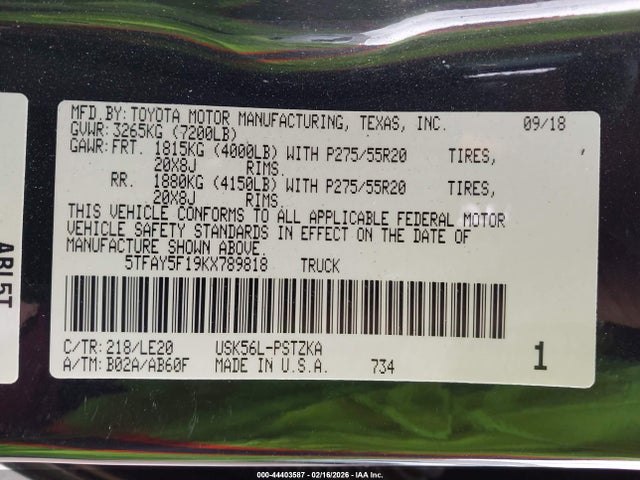 MFD.BY: TOYOTA MOTOR MANUFACTURING, TEXAS, INC. 09/18
GVWR: 3265KG (7200LB)
GAWR: FRT. 1815KG (4000LB) WITH P275/55R20 TIRES,
20X8J RIMS.
RR. 1880KG (4150LB) WITH P275/55R20 TIRES,
20X8J RIMS.
THIS VEHICLE CONFORMS TO ALL APPLICABLE FEDERAL MOTOR
VEHICLE SAFETY STANDARDS IN EFFECT ON THE DATE OF
MANUFACTURE SHOWN ABOVE.
5TFAY5F19KX789818 TRUCK
C/TR: 218/LE20 USK56L-PSTZKA
A/TM: B02A/AB60F MADE IN U.S.A. 734 1
ABL5T
000-44403587 - 02/16/2026 - IAA Inc.